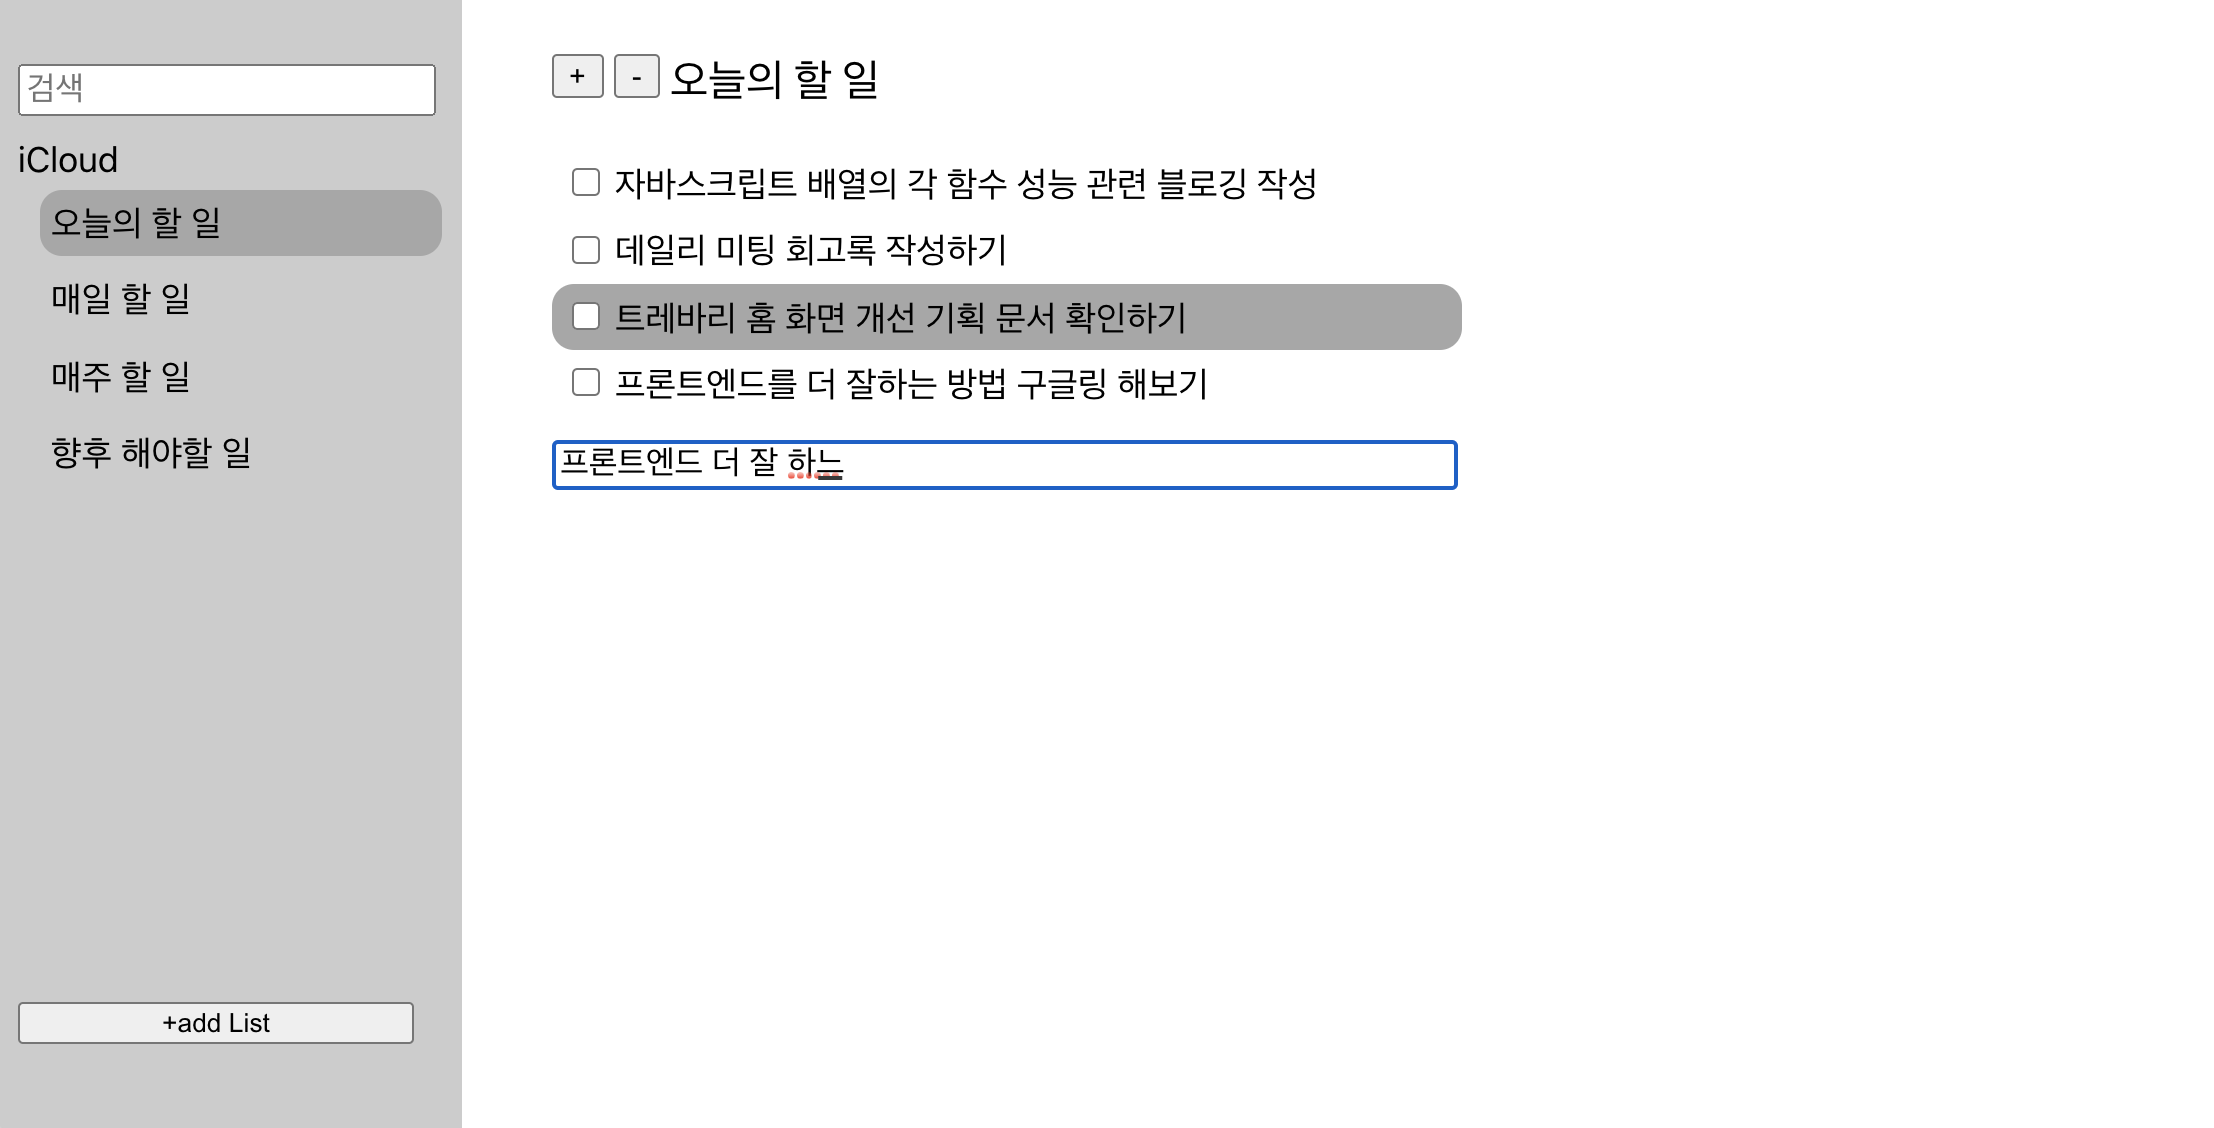 검색
iCloud
오늘의 할 일
매일 할 일
매주 할 일
향후 해야할 일
+add List
+ - 오늘의 할 일
자바스크립트 배열의 각 함수 성능 관련 블로깅 작성
데일리 미팅 회고록 작성하기
트레바리 홈 화면 개선 기획 문서 확인하기
프론트엔드를 더 잘하는 방법 구글링 해보기
프론트엔드 더 잘 하느